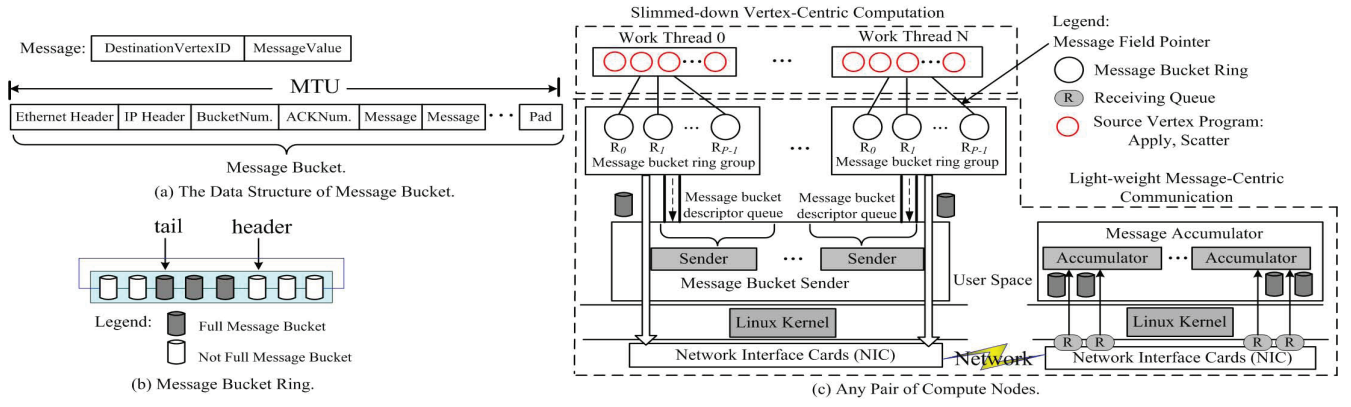 Message: DestinationVertexID MessageValue
MTU
Ethernet Header IP Header BucketNum. ACKNum. Message Message ··· Pad
Message Bucket.
(a) The Data Structure of Message Bucket.
tail header
Legend:
Full Message Bucket
Not Full Message Bucket
(b) Message Bucket Ring.
Slimmed-down Vertex-Centric Computation
Work Thread 0 ··· Work Thread N
R0 R1 ··· RP-1
Message bucket ring group
···
R0 R1 ··· RP-1
Message bucket ring group
Message bucket
descriptor queue
Message bucket
descriptor queue
Sender ··· Sender
Message Bucket Sender
User Space
Linux Kernel
Network Interface Cards (NIC)
Network
Legend:
Message Field Pointer
Message Bucket Ring
R Receiving Queue
Source Vertex Program:
Apply, Scatter
Light-weight Message-Centric
Communication
Message Accumulator
Accumulator ··· Accumulator
Linux Kernel
R R R R
Network Interface Cards (NIC)
(c) Any Pair of Compute Nodes.